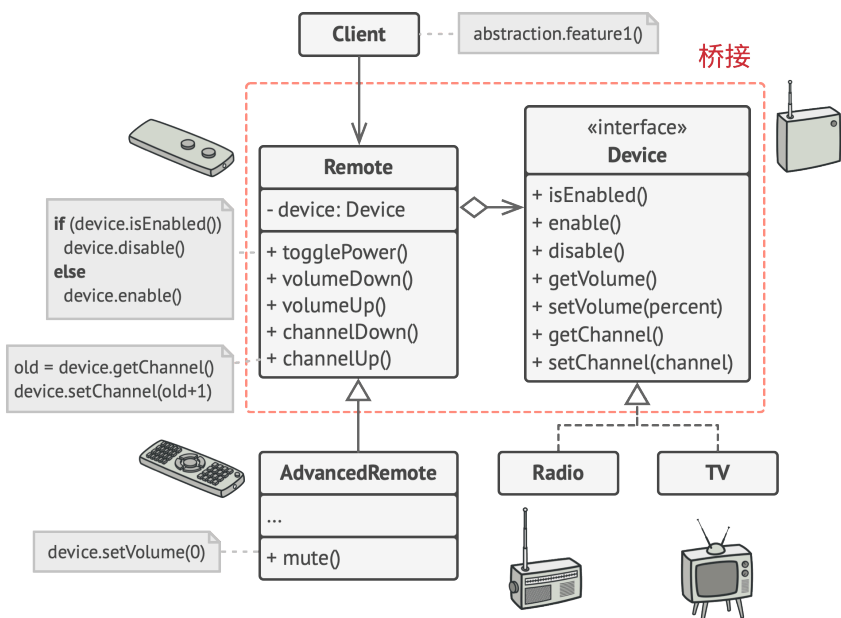 Client
abstraction.feature1()
桥接
Remote
- device: Device
+ togglePower()
+ volumeDown()
+ volumeUp()
+ channelDown()
+ channelUp()
«interface»
Device
+ isEnabled()
+ enable()
+ disable()
+ getVolume()
+ setVolume(percent)
+ getChannel()
+ setChannel(channel)
if (device.isEnabled())
device.disable()
else
device.enable()
old = device.getChannel()
device.setChannel(old+1)
AdvancedRemote
...
+ mute()
device.setVolume(0)
Radio
TV